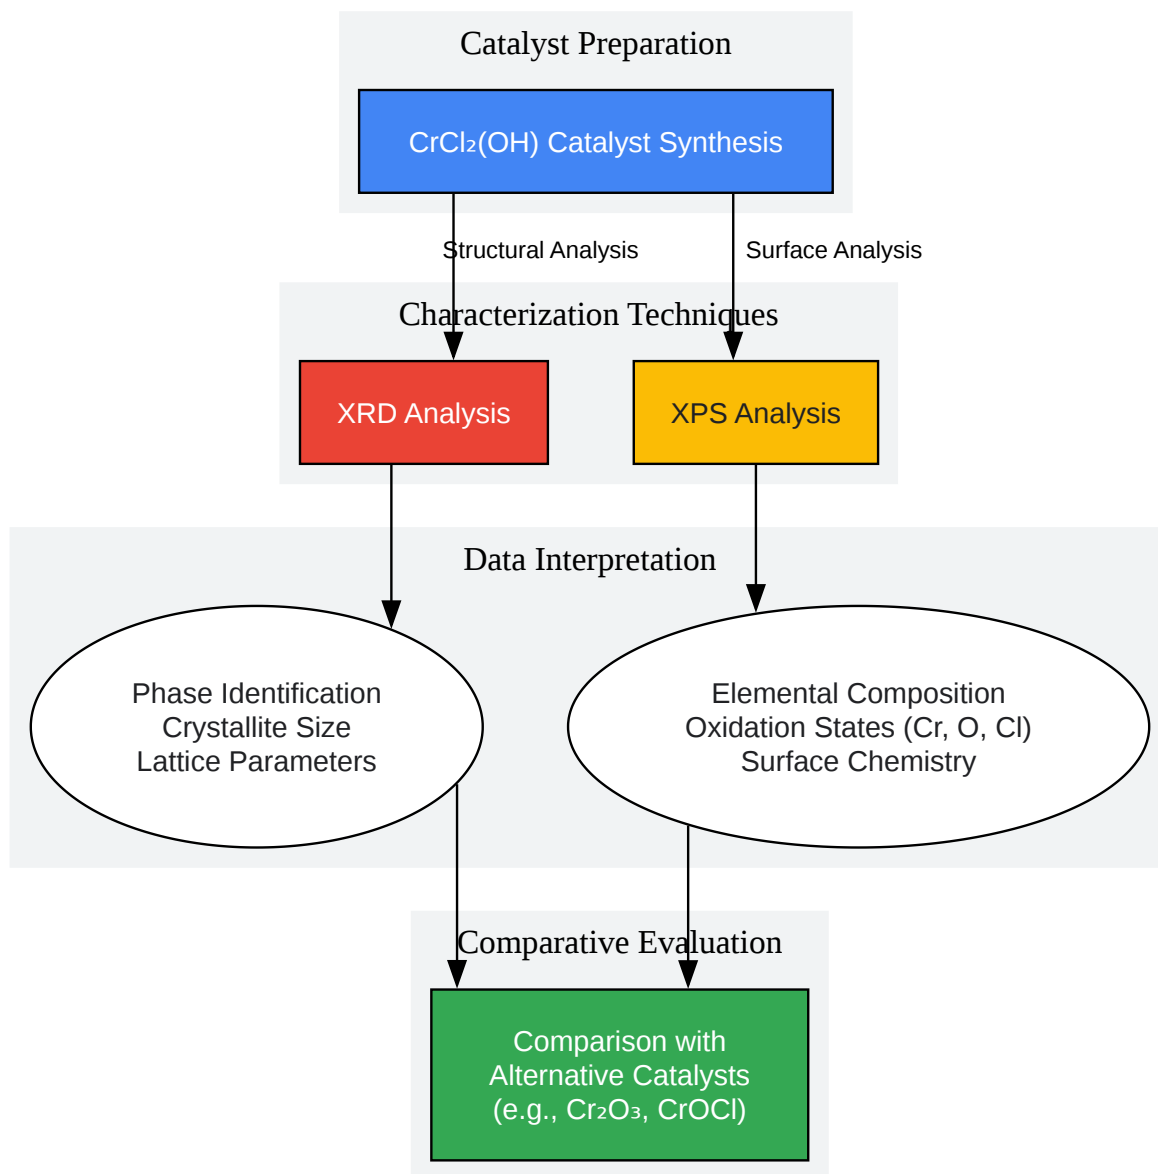 Catalyst Preparation
CrCl₂(OH) Catalyst Synthesis
Structural Analysis
Surface Analysis
Characterization Techniques
XRD Analysis
XPS Analysis
Data Interpretation
Phase Identification
Crystallite Size
Lattice Parameters
Elemental Composition
Oxidation States (Cr, O, Cl)
Surface Chemistry
Comparative Evaluation
Comparison with
Alternative Catalysts
(e.g., Cr₂O₃, CrOCl)